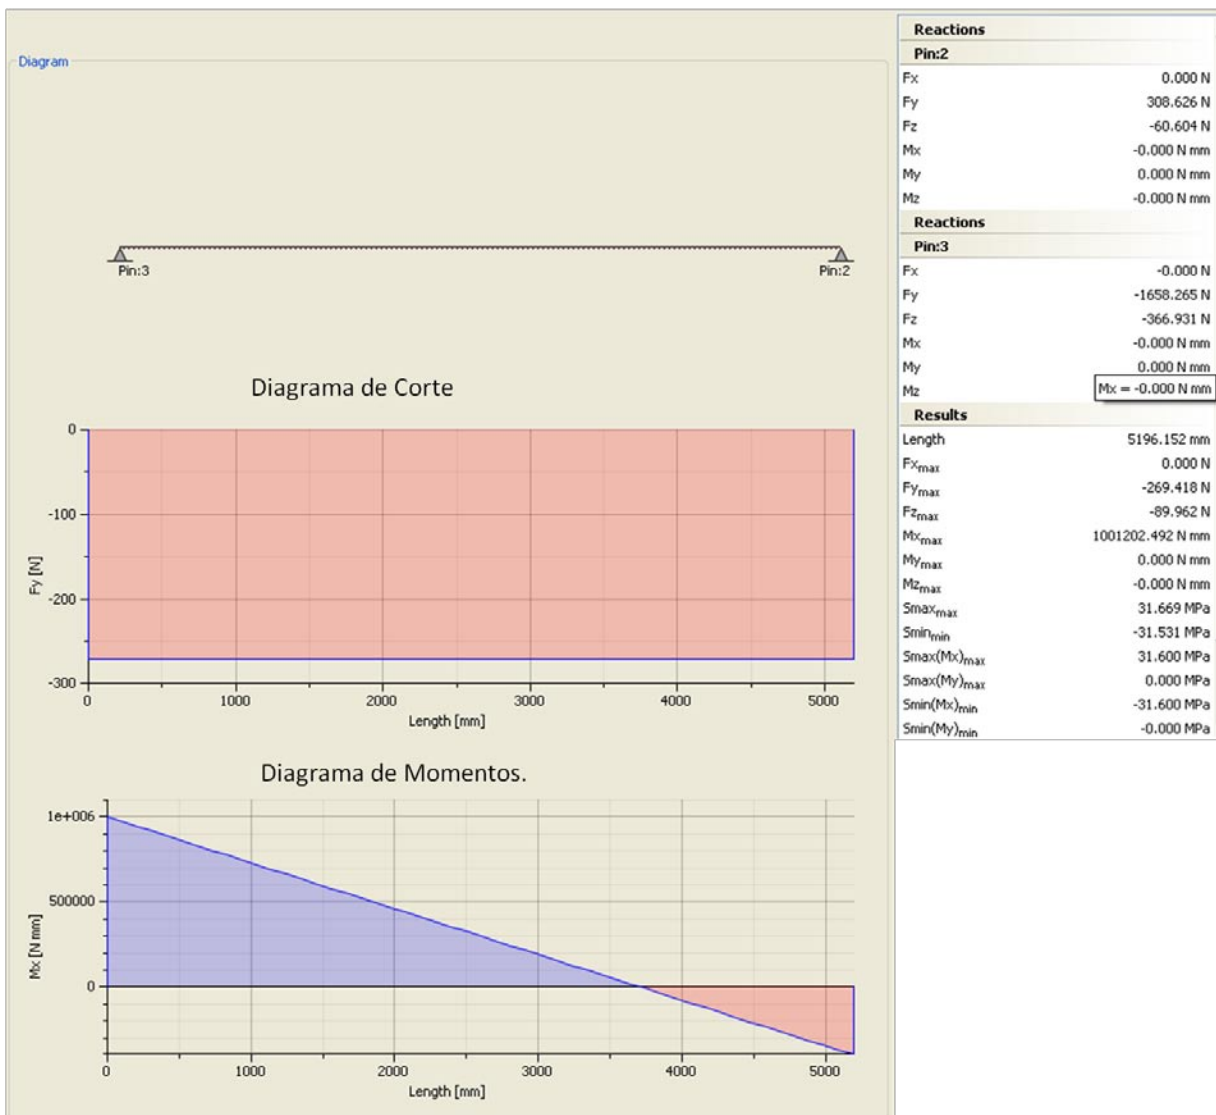 Diagram
Pin:3
Pin:2
Diagrama de Corte
0
-100
-200
-300
Fy [N]
0 1000 2000 3000 4000 5000
Length [mm]
Diagrama de Momentos.
1e+006
500000
0
Mx [N mm]
0 1000 2000 3000 4000 5000
Length [mm]
Reactions
Pin:2
Fx 0.000 N
Fy 308.626 N
Fz -60.604 N
Mx -0.000 N mm
My 0.000 N mm
Mz -0.000 N mm
Reactions
Pin:3
Fx -0.000 N
Fy -1658.265 N
Fz -366.931 N
Mx -0.000 N mm
My 0.000 N mm
Mz
Mx = -0.000 N mm
Results
Length 5196.152 mm
Fxmax 0.000 N
Fymax -269.418 N
Fzmax -89.962 N
Mxmax 1001202.492 N mm
Mymax 0.000 N mm
Mzmax -0.000 N mm
Smaxmax 31.669 MPa
Sminmin -31.531 MPa
Smax(Mx)max 31.600 MPa
Smax(My)max 0.000 MPa
Smin(Mx)min -31.600 MPa
Smin(My)min -0.000 MPa